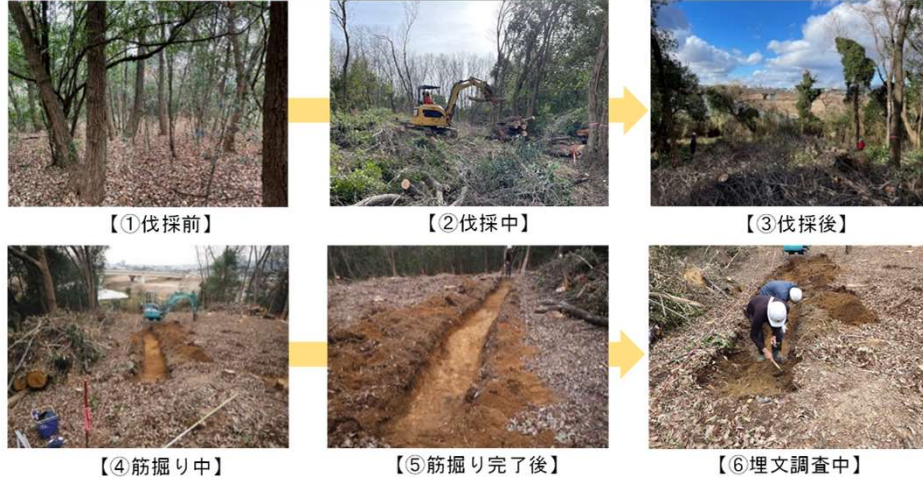 【①伐採前】
【②伐採中】
【③伐採後】
【④筋掘り中】
【⑤筋掘り完了後】
【⑥埋文調査中】